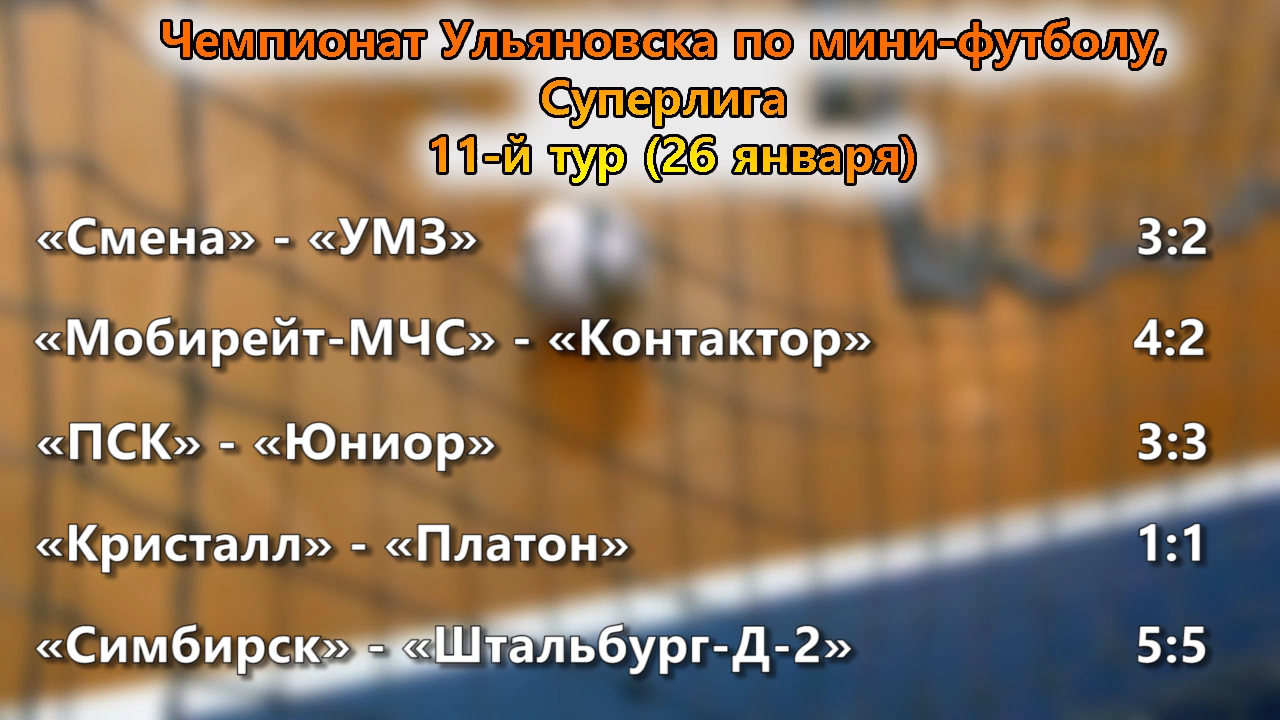 Чемпионат Ульяновска по мини-футболу,
Суперлига
11-й тур (26 января)
«Смена» - «УМЗ» 3:2
«Мобирейт-МЧС» - «Контактор» 4:2
«ПСК» - «Юниор» 3:3
«Кристалл» - «Платон» 1:1
«Симбирск» - «Штальбург-Д-2» 5:5